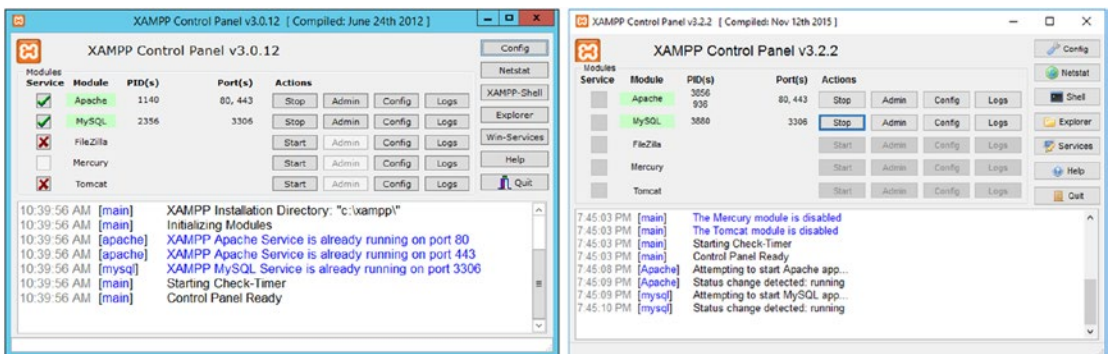 XAMPP Control Panel v3.0.12 [ Compiled: June 24th 2012 ]
XAMPP Control Panel v3.0.12
Config
Modules
Netstat
Service Module PID(s) Port(s) Actions
XAMPP-Shell
Apache 1140 80, 443 Stop Admin Config Logs
Explorer
MySQL 2356 3306 Stop Admin Config Logs
Win-Services
FileZilla Start Admin Config Logs
Help
Mercury Start Admin Config Logs
Quit
Tomcat Start Admin Config Logs
10:39:56 AM [main] XAMPP Installation Directory: "c:\xampp\"
10:39:56 AM [main] Initializing Modules
10:39:56 AM [apache] XAMPP Apache Service is already running on port 80
10:39:56 AM [apache] XAMPP Apache Service is already running on port 443
10:39:56 AM [mysql] XAMPP MySQL Service is already running on port 3306
10:39:56 AM [main] Starting Check-Timer
10:39:56 AM [main] Control Panel Ready
XAMPP Control Panel v3.2.2 [ Compiled: Nov 12th 2015 ]
XAMPP Control Panel v3.2.2
Config
Modules
Netstat
Service Module PID(s) Port(s) Actions
Shell
Apache 3856 936 80, 443 Stop Admin Config Logs
Explorer
MySQL 3880 3306 Stop Admin Config Logs
Services
FileZilla Start Admin Config Logs
Help
Mercury Start Admin Config Logs
Quit
Tomcat Start Admin Config Logs
7:45:03 PM [main] The Mercury module is disabled
7:45:03 PM [main] The Tomcat module is disabled
7:45:03 PM [main] Starting Check-Timer
7:45:03 PM [main] Control Panel Ready
7:45:08 PM [Apache] Attempting to start Apache app...
7:45:09 PM [Apache] Status change detected: running
7:45:09 PM [mysql] Attempting to start MySQL app...
7:45:10 PM [mysql] Status change detected: running